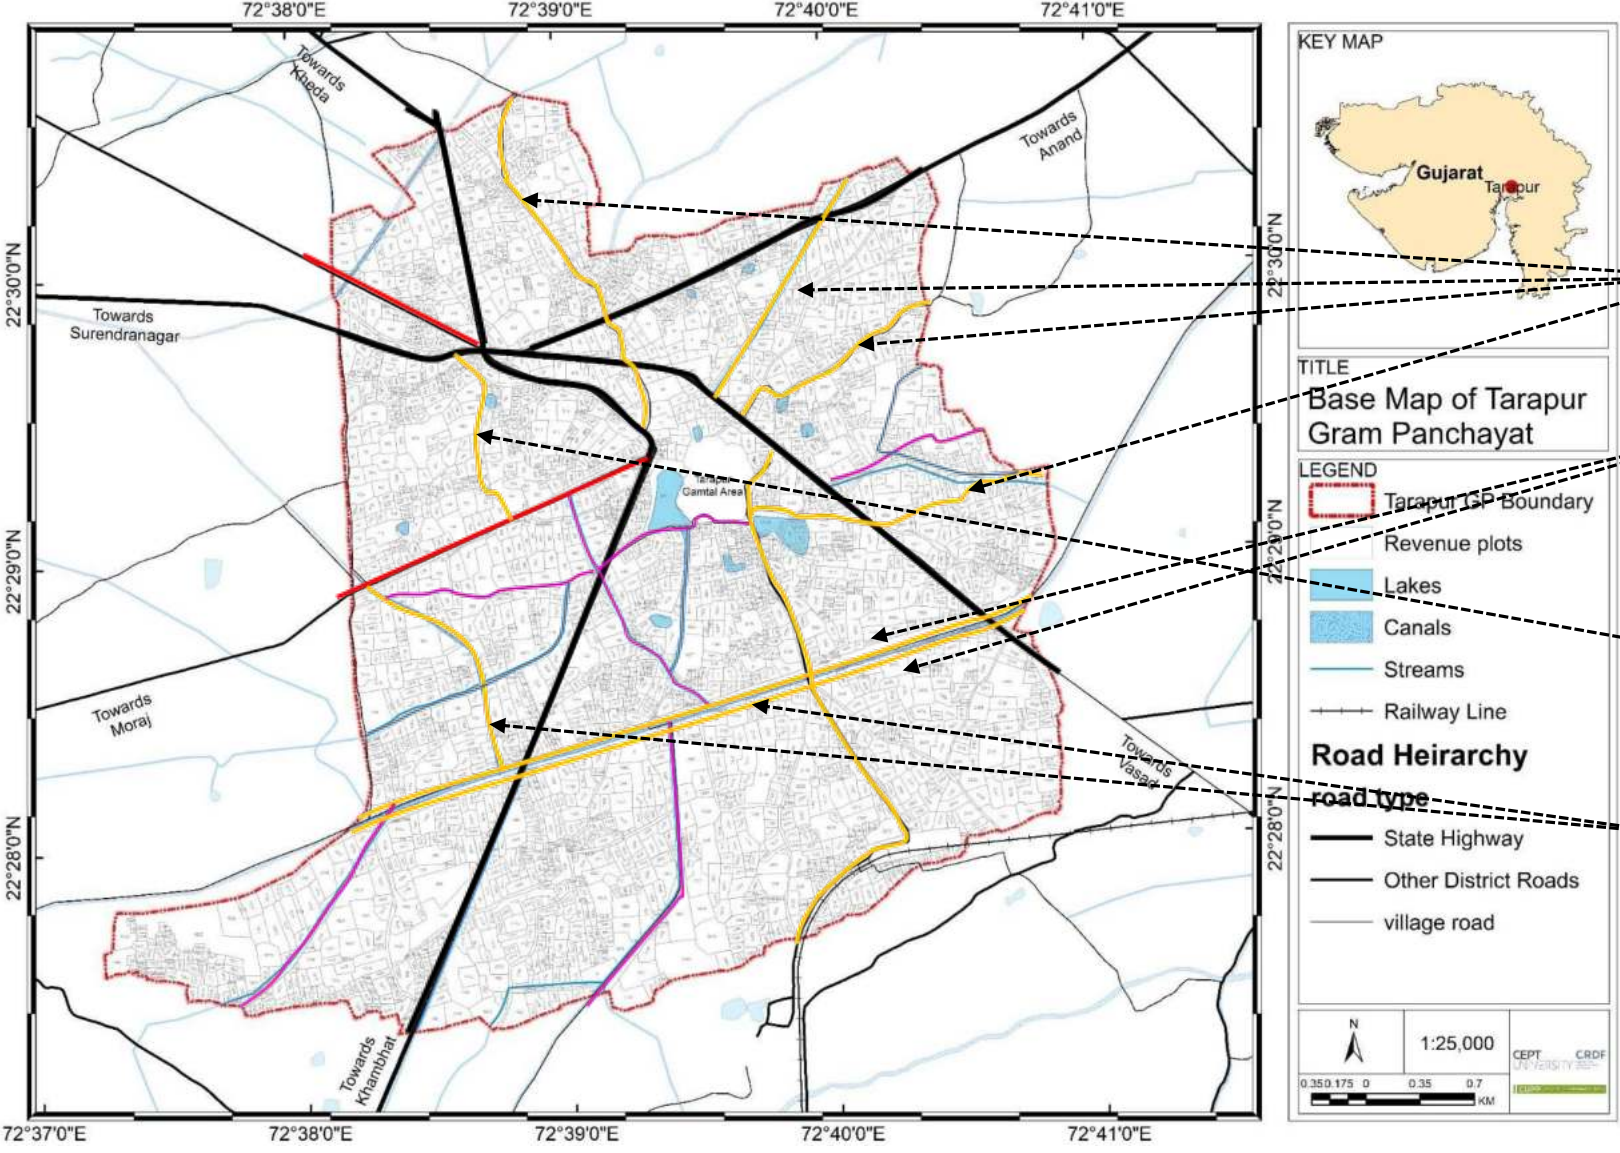 72°38'0"E
72°39'0"E
72°40'0"E
72°41'0"E
22°30'0"N
22°29'0"N
22°28'0"N
Towards
Kheda
Towards
Anand
Towards
Surendranagar
Tarapur
Gamtal Area
Towards
Moraj
Towards
Vasad
Towards
Khambhat
22°30'0"N
22°29'0"N
22°28'0"N
72°37'0"E
72°38'0"E
72°39'0"E
72°40'0"E
72°41'0"E
KEY MAP
Gujarat
Tarapur
TITLE
Base Map of Tarapur
Gram Panchayat
LEGEND
Tarapur GP Boundary
Revenue plots
Lakes
Canals
Streams
Railway Line
Road Heirarchy
road type
State Highway
Other District Roads
village road
N
1:25,000
0.35 0.175 0 0.35 0.7
KM
CEPT
UNIVERSITY
CRDF